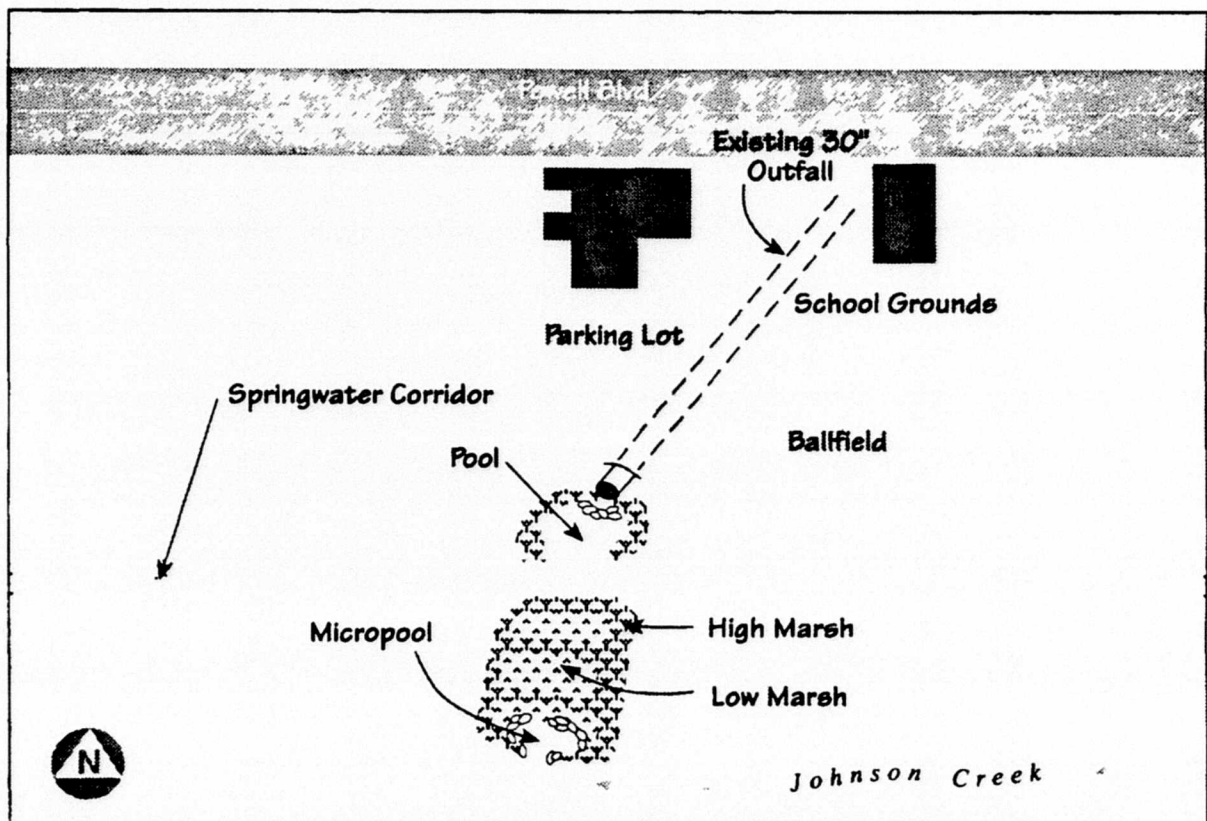 Powell Blvd
Existing 30"
Outfall
School Grounds
Parking Lot
Springwater Corridor
Ballfield
Pool
Micropool
High Marsh
Low Marsh
N
Johnson Creek